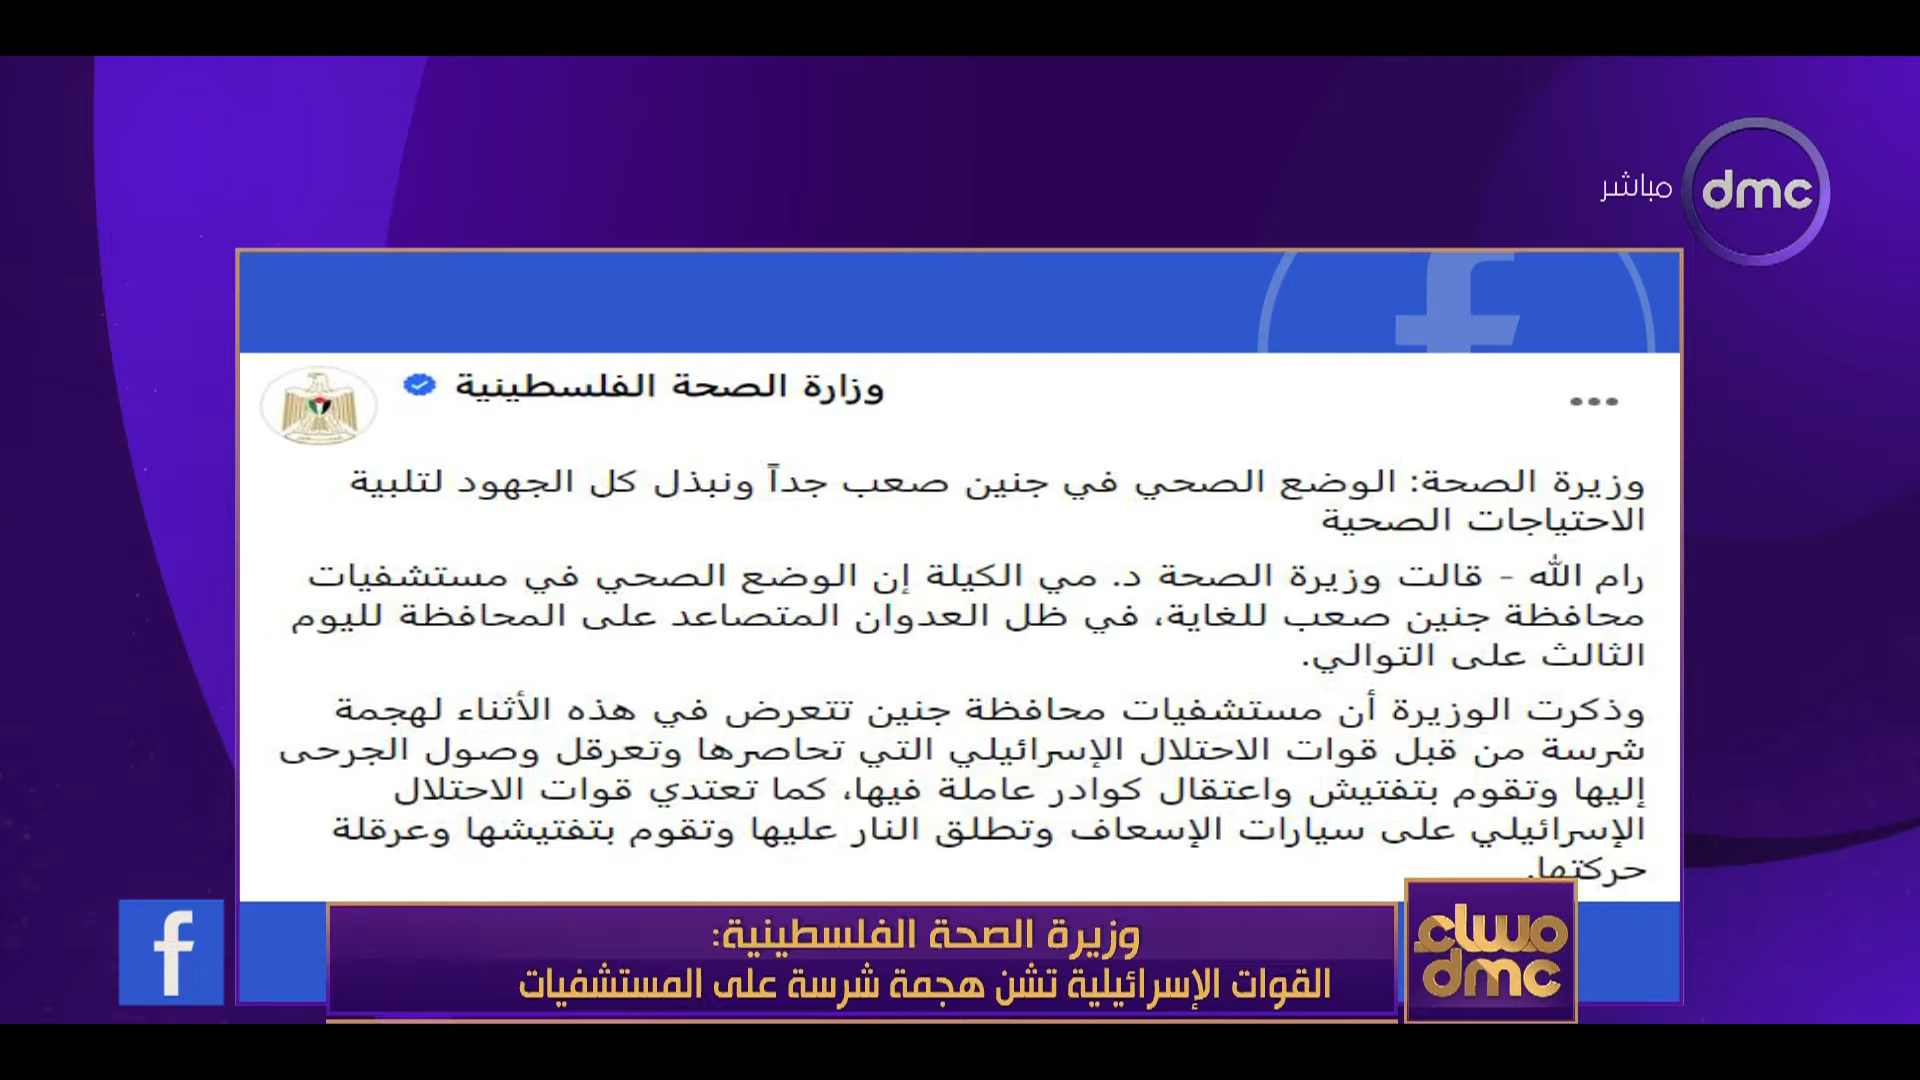 dmc
مباشر
وزارة الصحة الفلسطينية
وزيرة الصحة: الوضع الصحي في جنين صعب جداً ونبذل كل الجهود لتلبية
الاحتياجات الصحية
رام الله - قالت وزيرة الصحة د. مي الكيلة إن الوضع الصحي في مستشفيات
محافظة جنين صعب للغاية، في ظل العدوان المتصاعد على المحافظة لليوم
الثالث على التوالي.
وذكرت الوزيرة أن مستشفيات محافظة جنين تتعرض في هذه الأثناء لهجمة
شرسة من قبل قوات الاحتلال الإسرائيلي التي تحاصرها وتعرقل وصول الجرحى
إليها وتقوم بتفتيش واعتقال كوادر عاملة فيها، كما تعتدي قوات الاحتلال
الإسرائيلي على سيارات الإسعاف وتطلق النار عليها وتقوم بتفتيشها وعرقلة
حركتها.
وزيرة الصحة الفلسطينية:
القوات الإسرائيلية تشن هجمة شرسة على المستشفيات
مساء
dmc